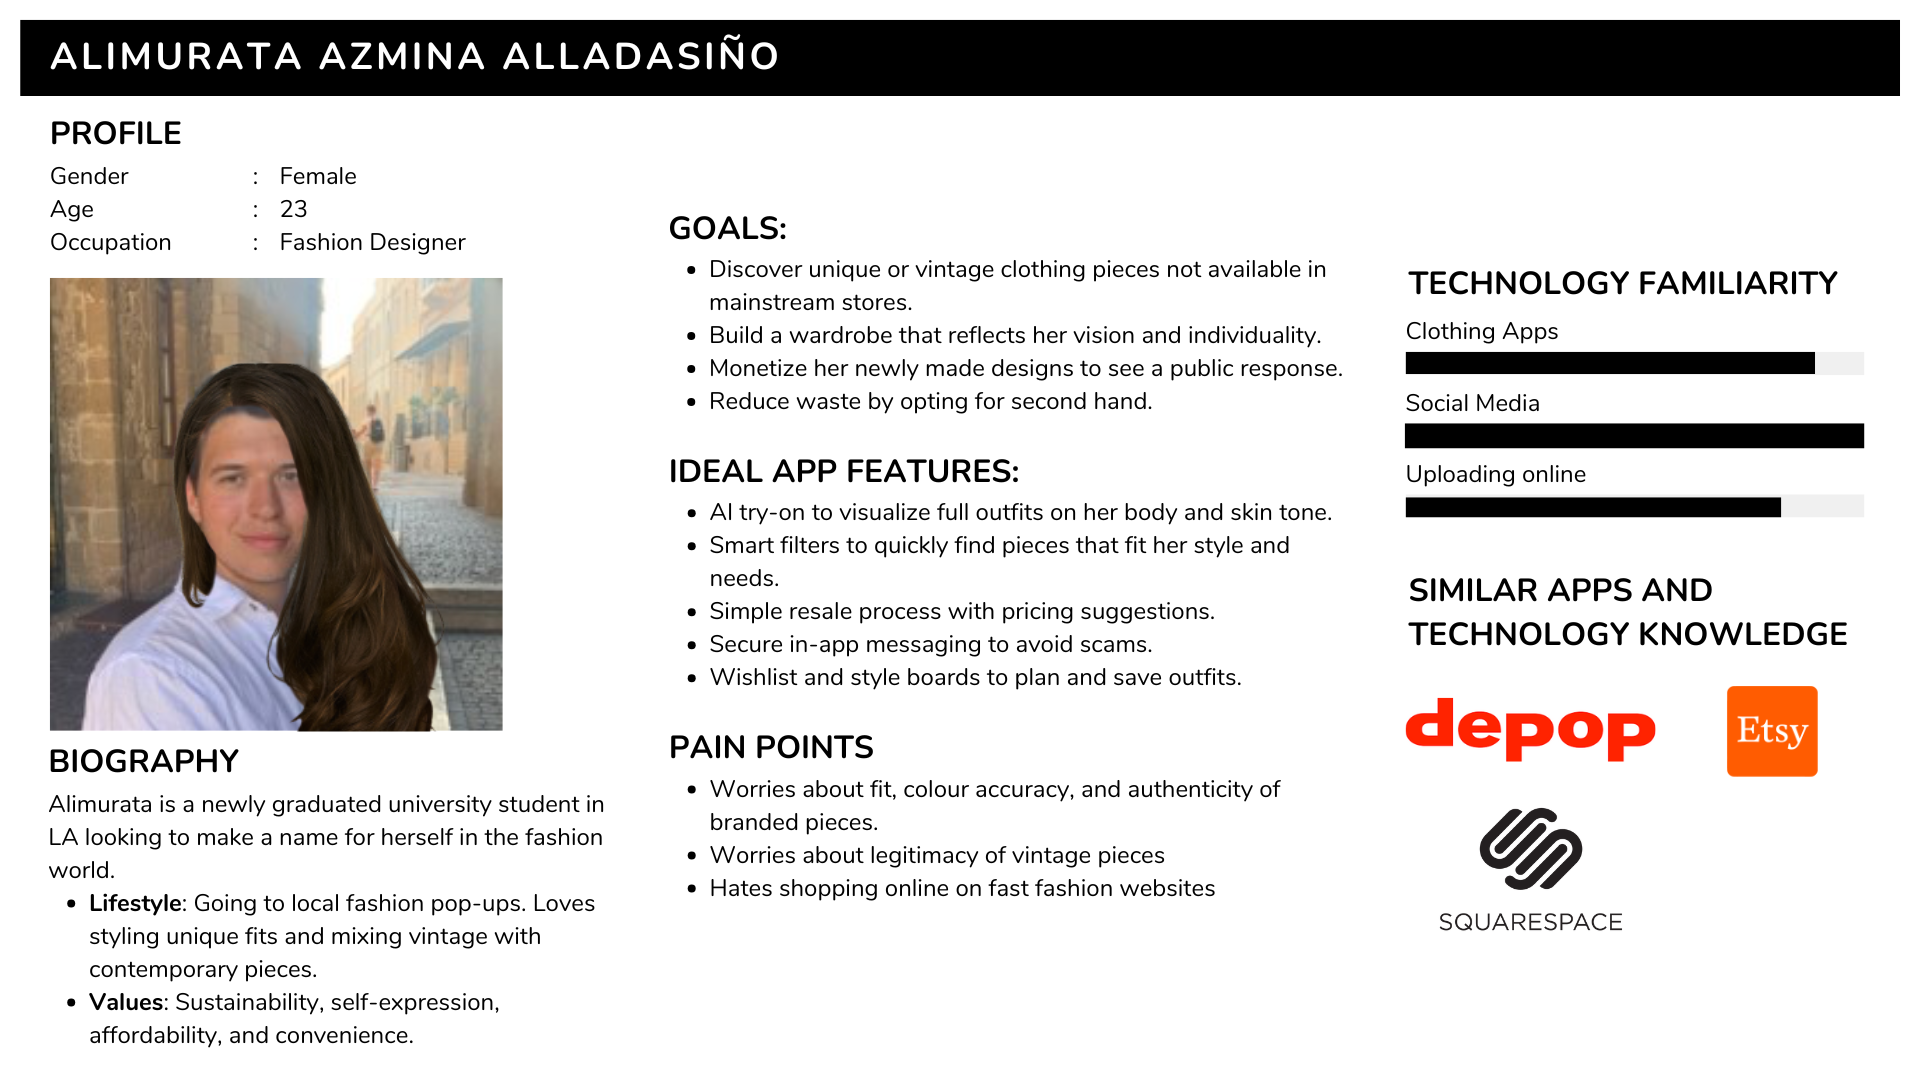 ALIMURATA AZMINA ALLADASIÑO
PROFILE
Gender : Female
Age : 23
Occupation : Fashion Designer
BIOGRAPHY
Alimurata is a newly graduated university student in
LA looking to make a name for herself in the fashion
world.
• Lifestyle: Going to local fashion pop-ups. Loves
styling unique fits and mixing vintage with
contemporary pieces.
• Values: Sustainability, self-expression,
affordability, and convenience.
GOALS:
• Discover unique or vintage clothing pieces not available in
mainstream stores.
• Build a wardrobe that reflects her vision and individuality.
• Monetize her newly made designs to see a public response.
• Reduce waste by opting for second hand.
IDEAL APP FEATURES:
• AI try-on to visualize full outfits on her body and skin tone.
• Smart filters to quickly find pieces that fit her style and
needs.
• Simple resale process with pricing suggestions.
• Secure in-app messaging to avoid scams.
• Wishlist and style boards to plan and save outfits.
PAIN POINTS
• Worries about fit, colour accuracy, and authenticity of
branded pieces.
• Worries about legitimacy of vintage pieces
• Hates shopping online on fast fashion websites
TECHNOLOGY FAMILIARITY
Clothing Apps
Social Media
Uploading online
SIMILAR APPS AND
TECHNOLOGY KNOWLEDGE
depop
Etsy
SQUARESPACE